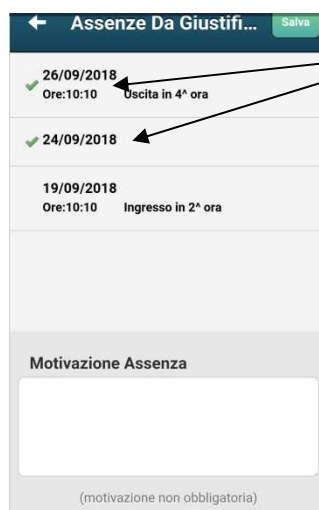 Assenze Da Giustifi... Salva
26/09/2018
Ore:10:10 Uscita in 4^ ora
24/09/2018
19/09/2018
Ore:10:10 Ingresso in 2^ ora
Motivazione Assenza
(motivazione non obbligatoria)